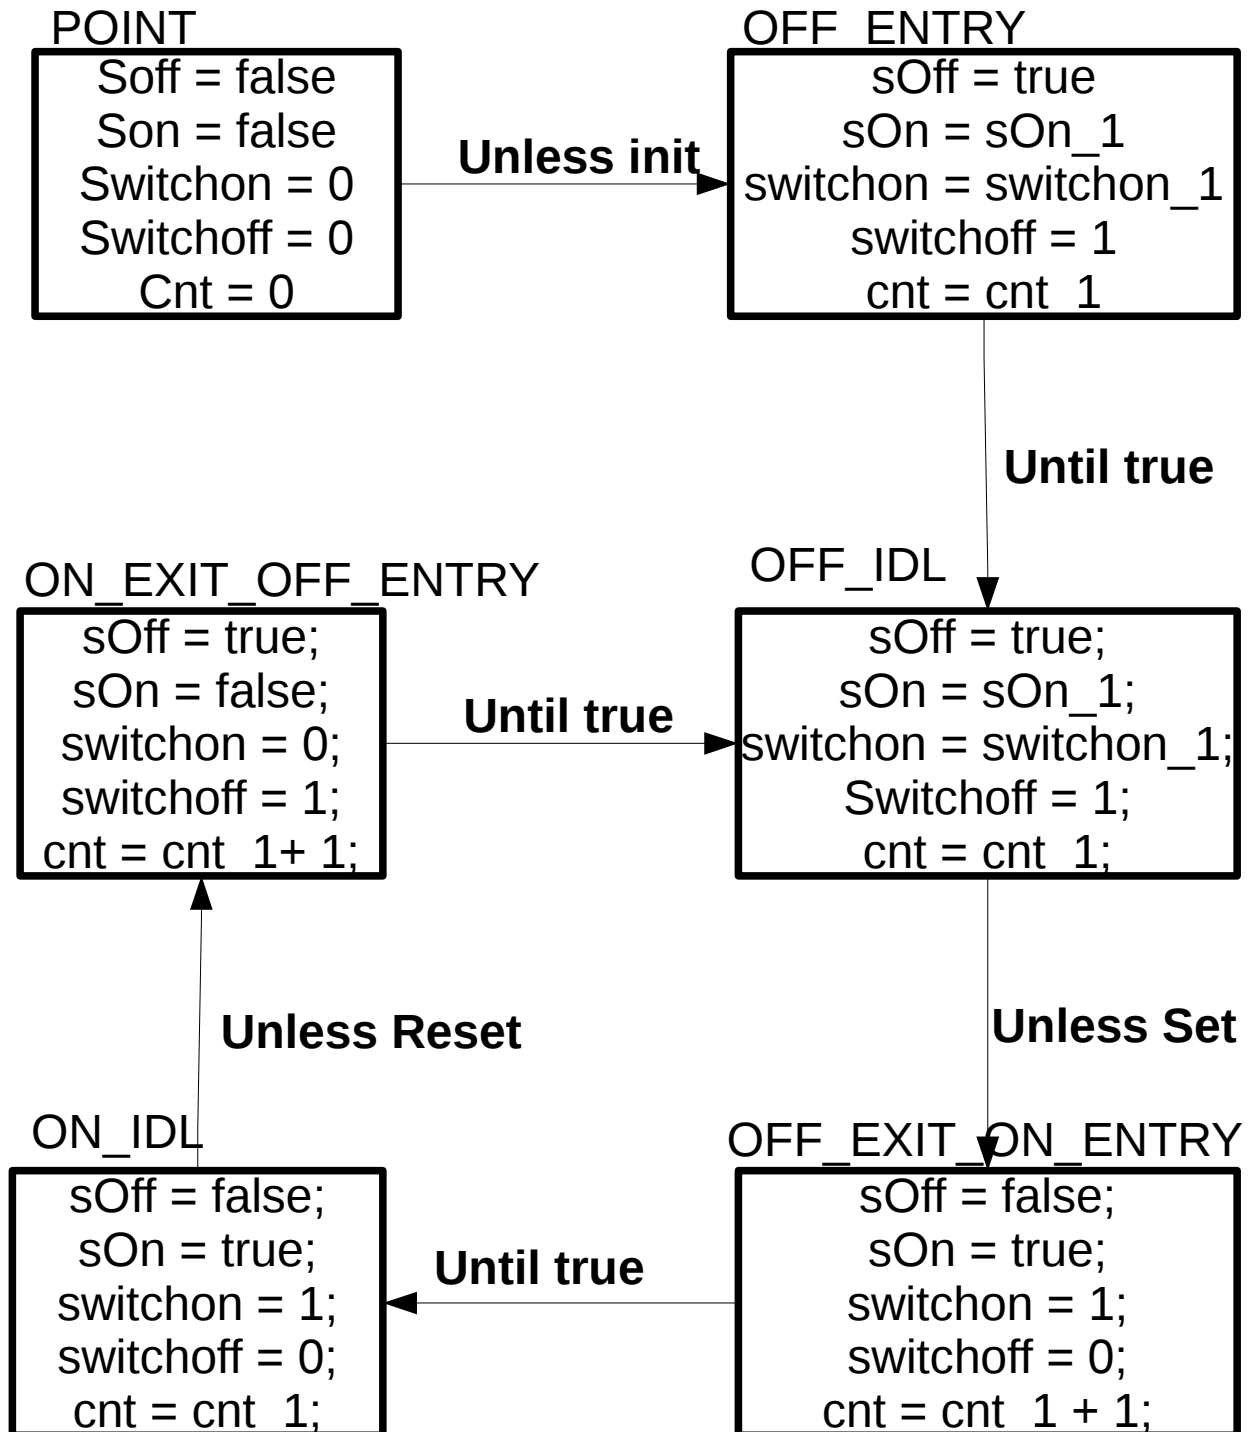 POINT
Soff = false
Son = false
Switchon = 0
Switchoff = 0
Cnt = 0
Unless init
OFF_ENTRY
sOff = true
sOn = sOn_1
switchon = switchon_1
switchoff = 1
cnt = cnt_1
Until true
ON_EXIT_OFF_ENTRY
sOff = true;
sOn = false;
switchon = 0;
switchoff = 1;
cnt = cnt_1+ 1;
Until true
OFF_IDL
sOff = true;
sOn = sOn_1;
switchon = switchon_1;
Switchoff = 1;
cnt = cnt_1;
Unless Reset
Unless Set
ON_IDL
sOff = false;
sOn = true;
switchon = 1;
switchoff = 0;
cnt = cnt_1;
Until true
OFF_EXIT_ON_ENTRY
sOff = false;
sOn = true;
switchon = 1;
switchoff = 0;
cnt = cnt_1 + 1;